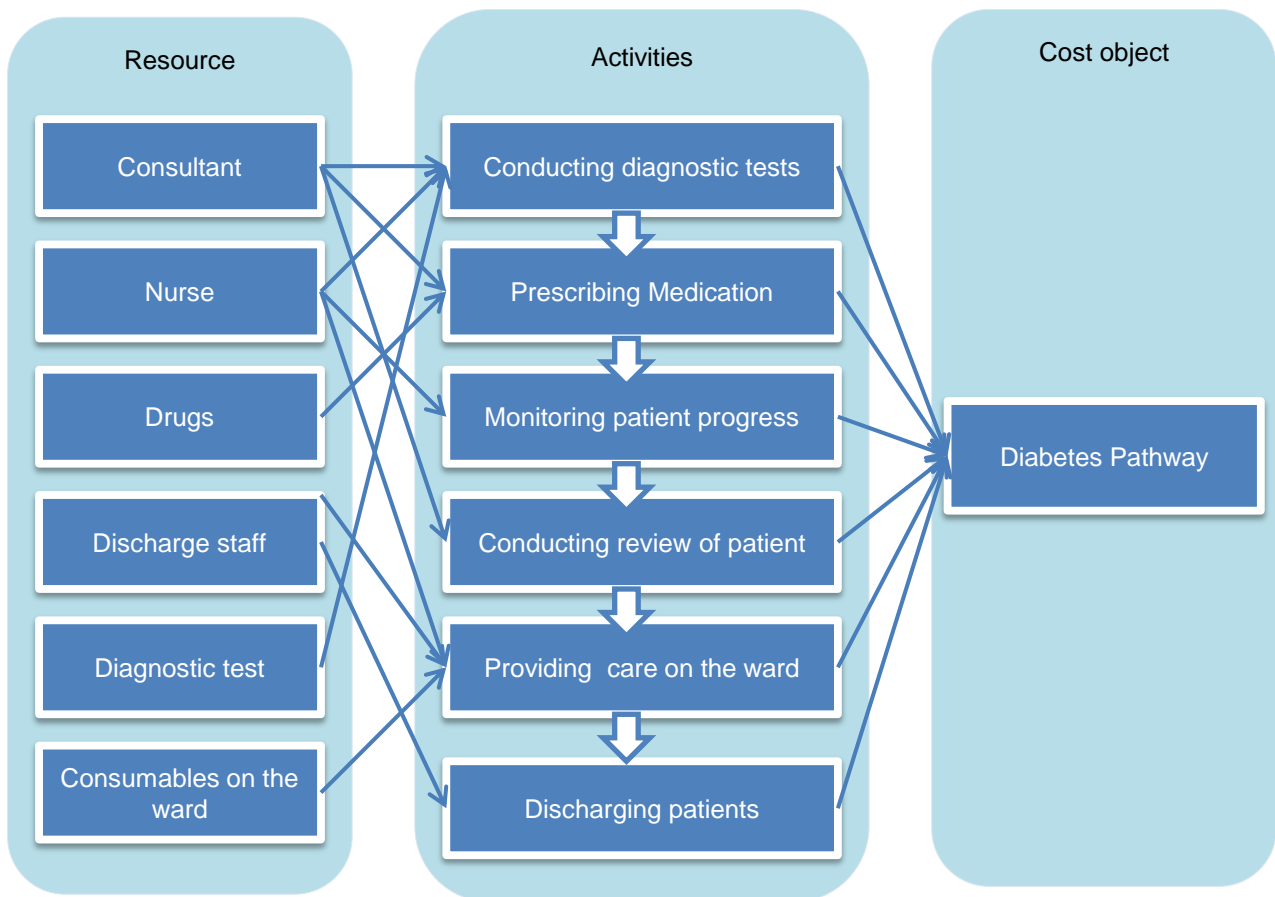 Resource
Consultant
Nurse
Drugs
Discharge staff
Diagnostic test
Consumables on the
ward
Activities
Conducting diagnostic tests
Prescribing Medication
Monitoring patient progress
Conducting review of patient
Providing care on the ward
Discharging patients
Cost object
Diabetes Pathway